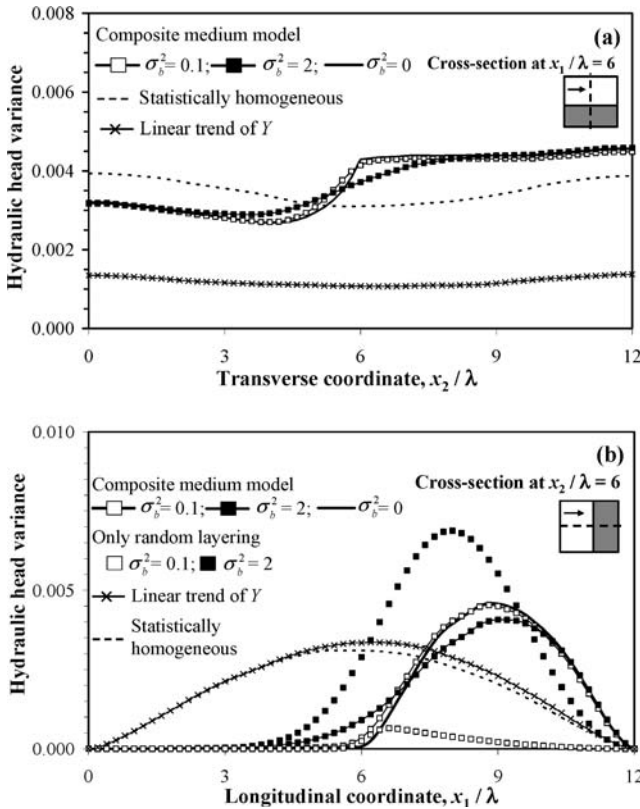 0.008
(a)
Composite medium model
σ_b^2= 0.1; σ_b^2= 2; σ_b^2= 0
Cross-section at x1/λ = 6
Statistically homogeneous
Linear trend of Y
0.006
0.004
0.002
0.000
Hydraulic head variance
0 3 6 9 12
Transverse coordinate, x2 / λ
0.010
(b)
Composite medium model
Cross-section at x2/λ = 6
σ_b^2= 0.1; σ_b^2= 2; σ_b^2= 0
Only random layering
σ_b^2= 0.1; σ_b^2= 2
Linear trend of Y
Statistically
homogeneous
0.005
0.000
Hydraulic head variance
0 3 6 9 12
Longitudinal coordinate, x1 / λ